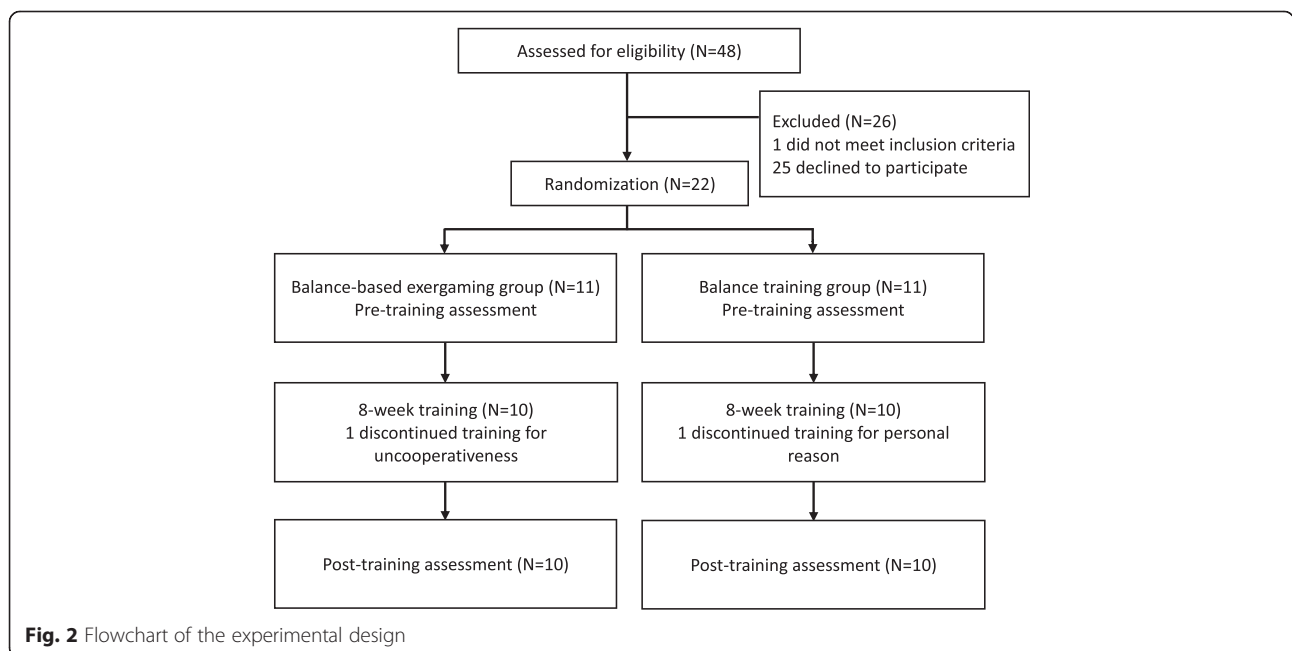 Assessed for eligibility (N=48)
Excluded (N=26)
1 did not meet inclusion criteria
25 declined to participate
Randomization (N=22)
Balance-based exergaming group (N=11)
Pre-training assessment
Balance training group (N=11)
Pre-training assessment
8-week training (N=10)
1 discontinued training for
uncooperativeness
8-week training (N=10)
1 discontinued training for personal
reason
Post-training assessment (N=10)
Post-training assessment (N=10)
Fig. 2 Flowchart of the experimental design